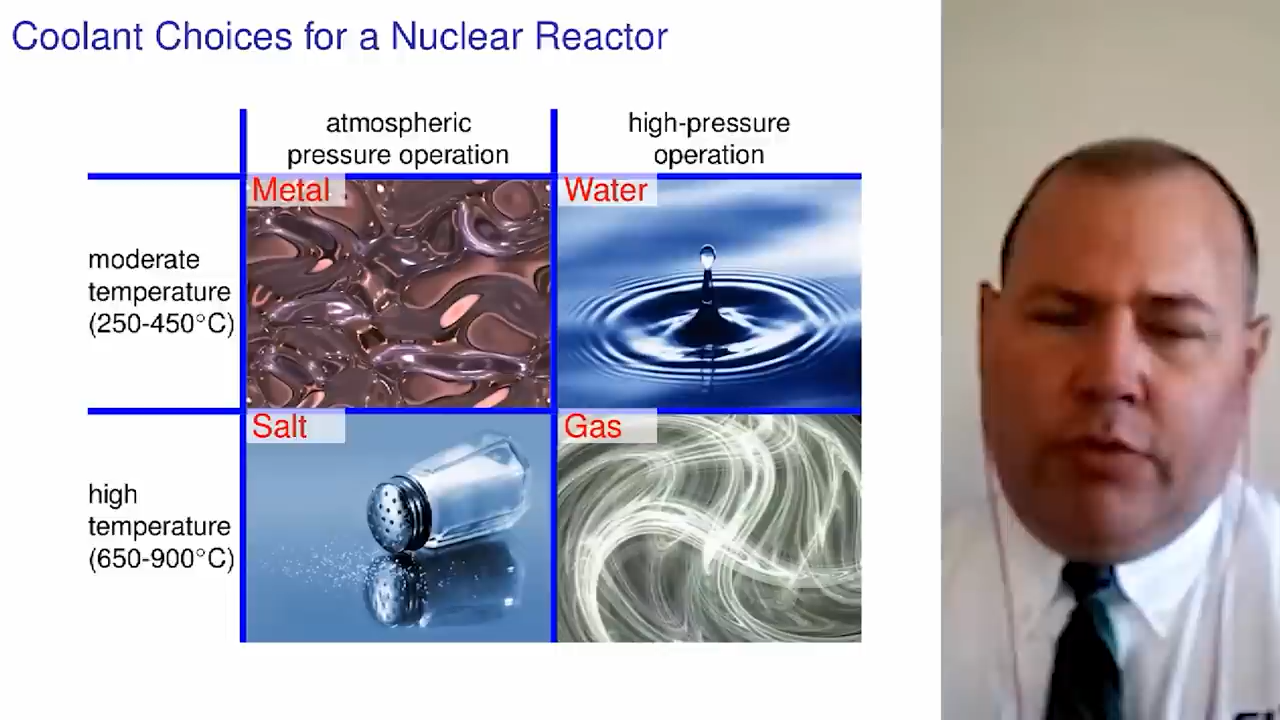 Coolant Choices for a Nuclear Reactor
atmospheric
pressure operation
high-pressure
operation
Metal
Water
moderate
temperature
(250-450°C)
Salt
Gas
high
temperature
(650-900°C)